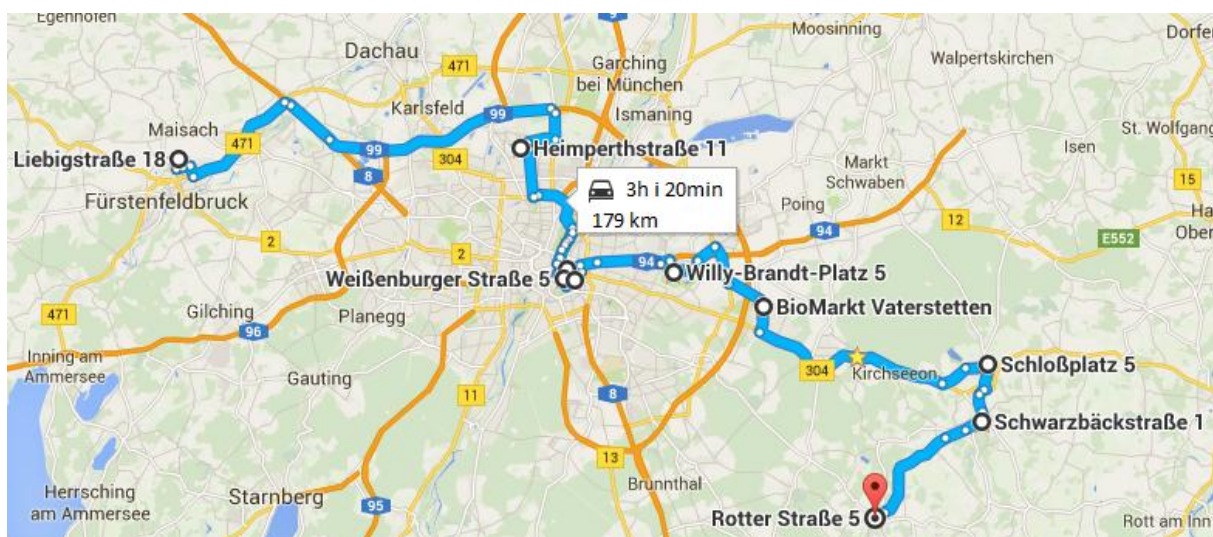 Egenhofen
Moosinning
Dorfen
Dachau
471
9
Garching
bei München
Walpertskirchen
99
Karlsfeld
Ismaning
Maisach
471
99
304
St. Wolfgang
Liebigstraße 18
8
Heimperthstraße 11
Isen
Markt
Schwaben
15
Fürstenfeldbruck
3h i 20min
179 km
Poing
12
94
E552
2
2
94
Weißenburger Straße 5
Willy-Brandt-Platz 5
471
Gilching
Planegg
BioMarkt Vaterstetten
96
Inning am
Ammersee
Gauting
304
Kirchseeon
Schloßplatz 5
11
8
Schwarzbäckstraße 1
13
Herrsching
am Ammersee
Starnberg
95
Brunnthal
Rotter Straße 5
Rott am Inn